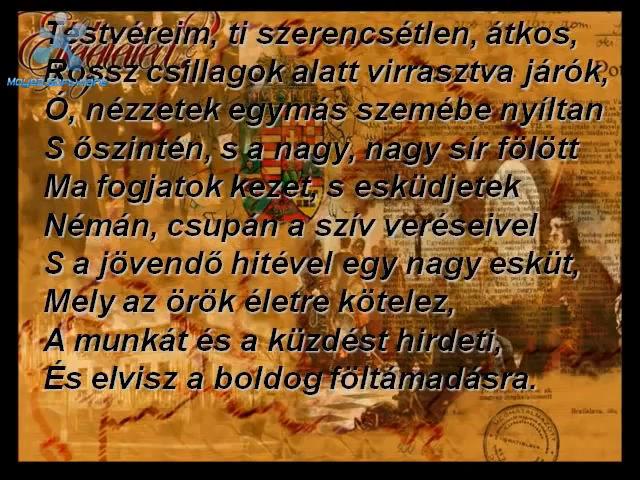 Testvéreim, ti szerencsétlen, átkos,
Rossz csillagok alatt virrasztva járók,
Ó, nézzetek egymás szemébe nyíltan
S őszintén, s a nagy, nagy sír fölött
Ma fogjatok kezet, s esküdjetek
Némán, csupán a szív veréseivel
S a jövendő hitével egy nagy esküt,
Mely az örök életre kötelez,
A munkát és a küzdést hirdeti,
És elvisz a boldog föltámadásra.